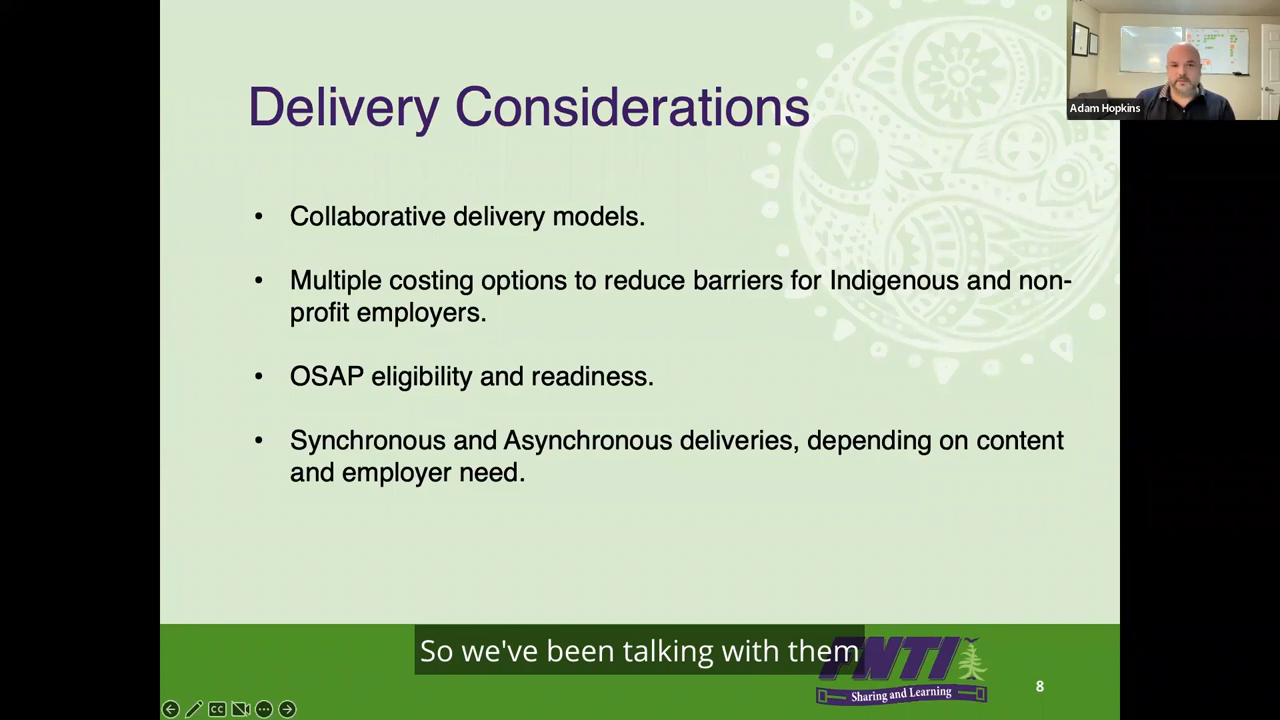 Adam Hopkins
Delivery Considerations
• Collaborative delivery models.
• Multiple costing options to reduce barriers for Indigenous and non-
profit employers.
• OSAP eligibility and readiness.
• Synchronous and Asynchronous deliveries, depending on content
and employer need.
So we've been talking with them
FNTI
Sharing and Learning
8
CC